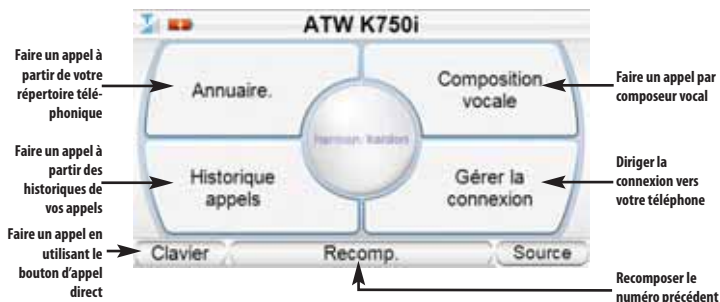 ATW K750i
Faire un appel à
partir de votre
répertoire télé-
phonique
Annuaire.
Composition
vocale
Faire un appel par
composeur vocal
harman/kardon
Faire un appel à
partir des
historiques de
vos appels
Historique
appels
Gérer la
connexion
Diriger la
connexion vers
votre téléphone
Faire un appel en
utilisant le
bouton d'appel
direct
Clavier
Recomp.
Source
Recomposer le
numéro précédent